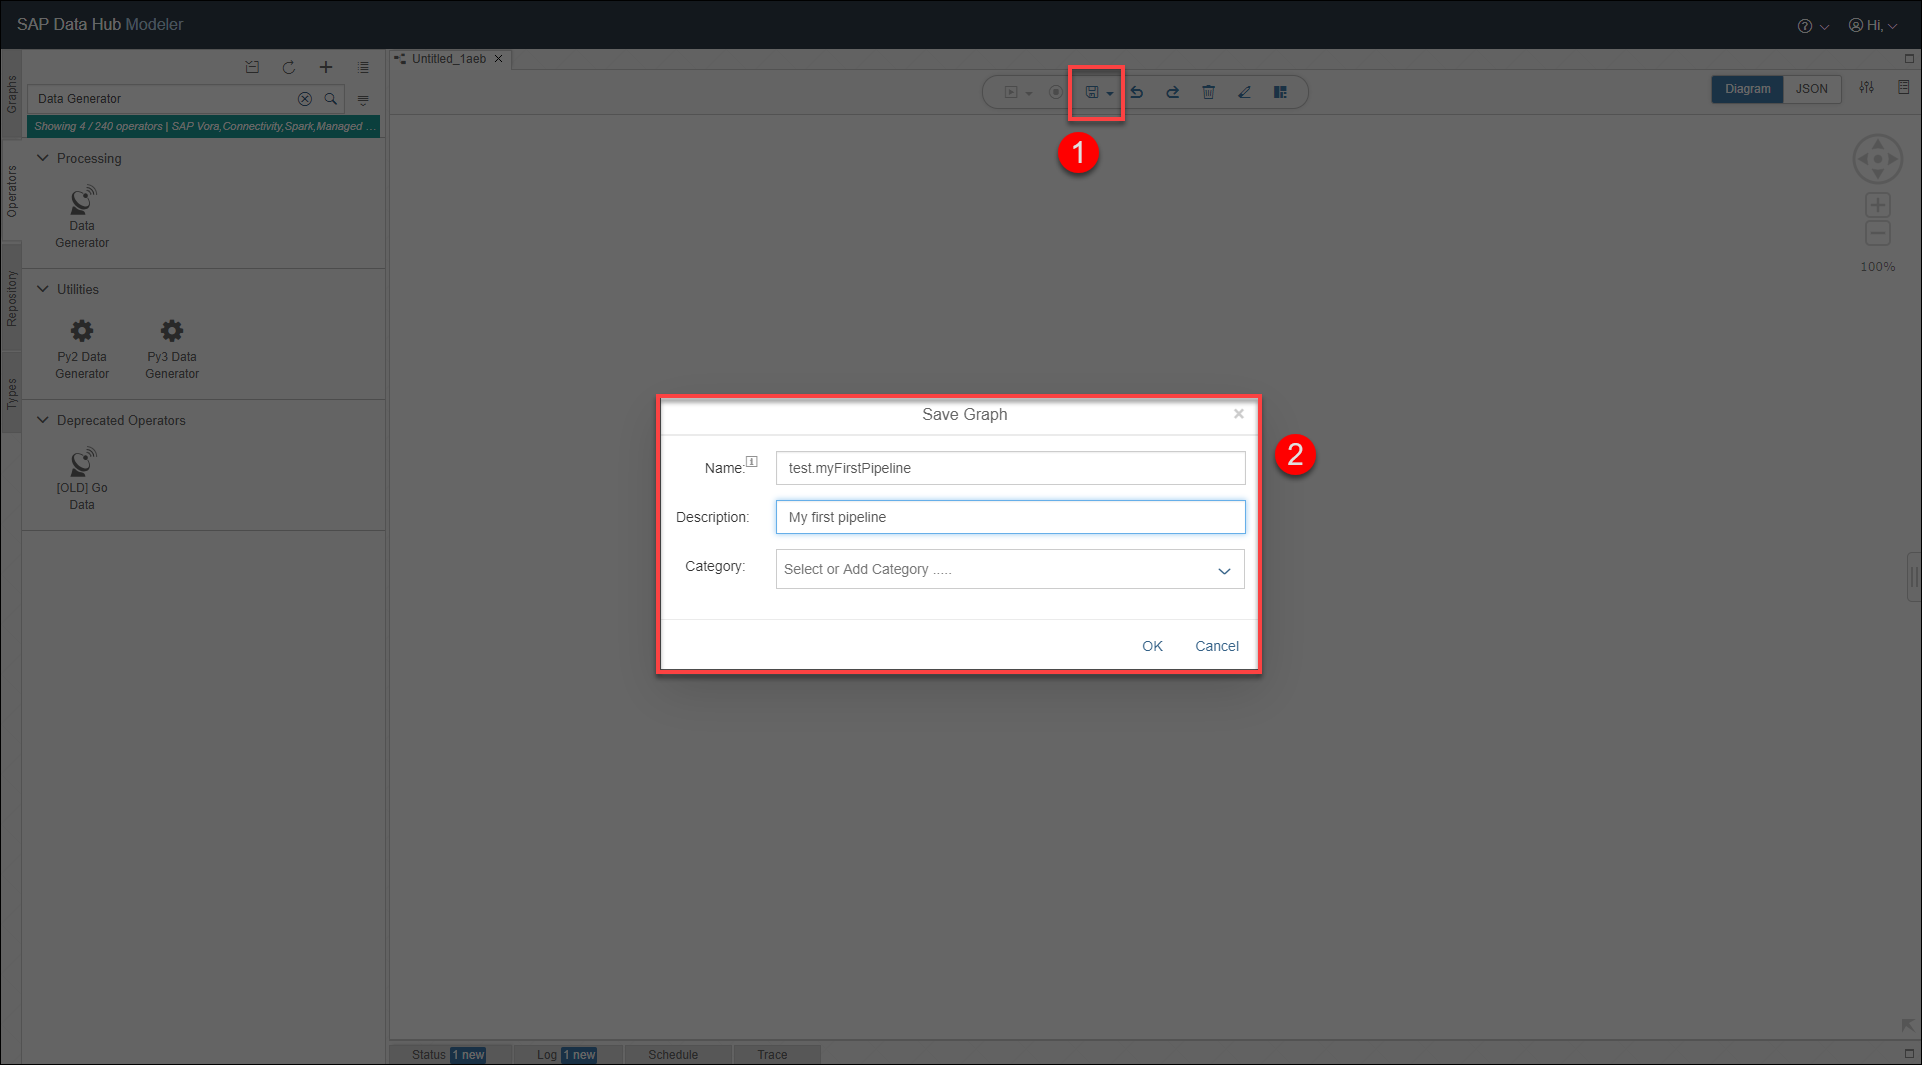 SAP Data Hub Modeler
Hi,
Graphs
Operators
Repository
Types
Data Generator
Showing 4 / 240 operators | SAP Vora,Connectivity,Spark,Managed ...
Processing
Data
Generator
Utilities
Py2 Data
Generator
Py3 Data
Generator
Deprecated Operators
[OLD] Go
Data
Untitled_1aeb
Diagram
JSON
1
100%
Save Graph
Name:
test.myFirstPipeline
Description:
My first pipeline
Category:
Select or Add Category .....
OK
Cancel
2
Status 1 new
Log 1 new
Schedule
Trace